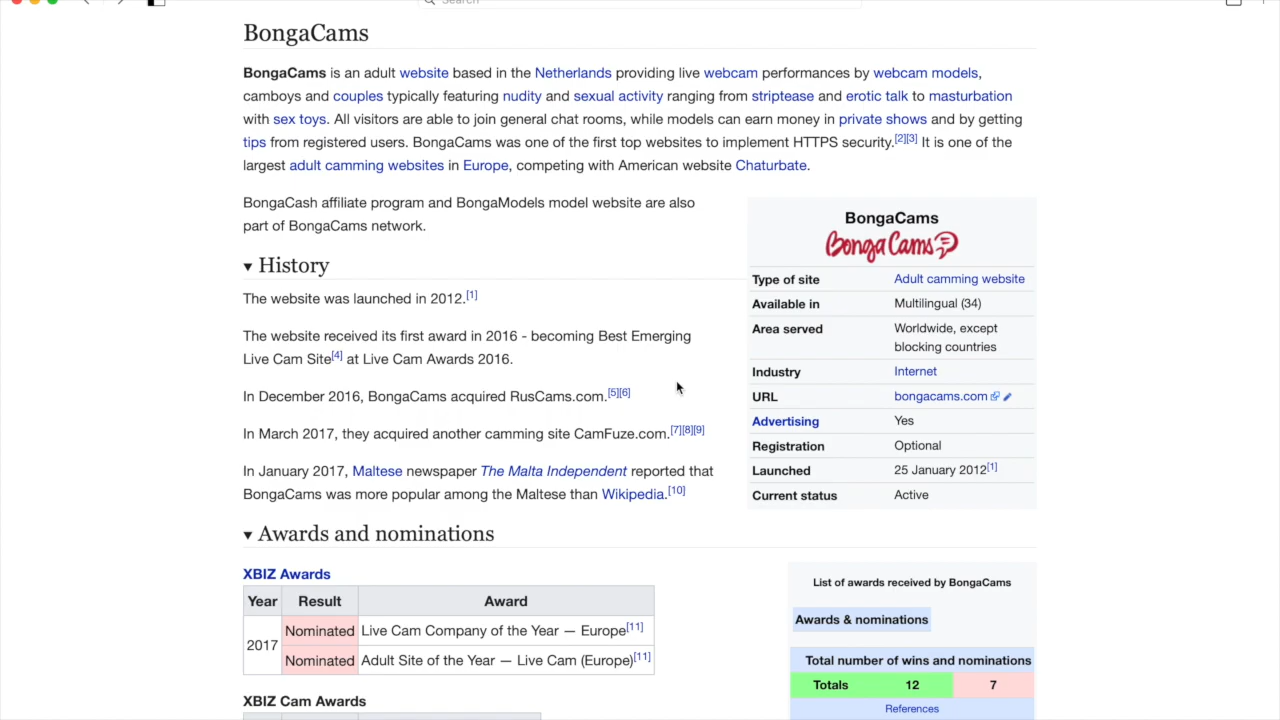 Search
BongaCams
BongaCams is an adult website based in the Netherlands providing live webcam performances by webcam models,
camboys and couples typically featuring nudity and sexual activity ranging from striptease and erotic talk to masturbation
with sex toys. All visitors are able to join general chat rooms, while models can earn money in private shows and by getting
tips from registered users. BongaCams was one of the first top websites to implement HTTPS security.[2][3] It is one of the
largest adult camming websites in Europe, competing with American website Chaturbate.
BongaCash affiliate program and BongaModels model website are also
part of BongaCams network.
▾ History
The website was launched in 2012.[1]
The website received its first award in 2016 - becoming Best Emerging
Live Cam Site[4] at Live Cam Awards 2016.
In December 2016, BongaCams acquired RusCams.com.[5][6]
In March 2017, they acquired another camming site CamFuze.com.[7][8][9]
In January 2017, Maltese newspaper The Malta Independent reported that
BongaCams was more popular among the Maltese than Wikipedia.[10]
BongaCams
BongaCams
Type of site Adult camming website
Available in Multilingual (34)
Area served Worldwide, except
blocking countries
Industry Internet
URL bongacams.com
Advertising Yes
Registration Optional
Launched 25 January 2012[1]
Current status Active
▾ Awards and nominations
XBIZ Awards
Year Result Award
2017 Nominated Live Cam Company of the Year — Europe[11]
Nominated Adult Site of the Year — Live Cam (Europe)[11]
XBIZ Cam Awards
List of awards received by BongaCams
Awards & nominations
Total number of wins and nominations
Totals 12 7
References